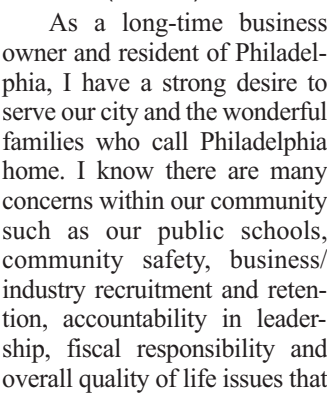 As a long-time business
owner and resident of Philadel-
phia, I have a strong desire to
serve our city and the wonderful
families who call Philadelphia
home. I know there are many
concerns within our community
such as our public schools,
community safety, business/
industry recruitment and reten-
tion, accountability in leader-
ship, fiscal responsibility and
overall quality of life issues that